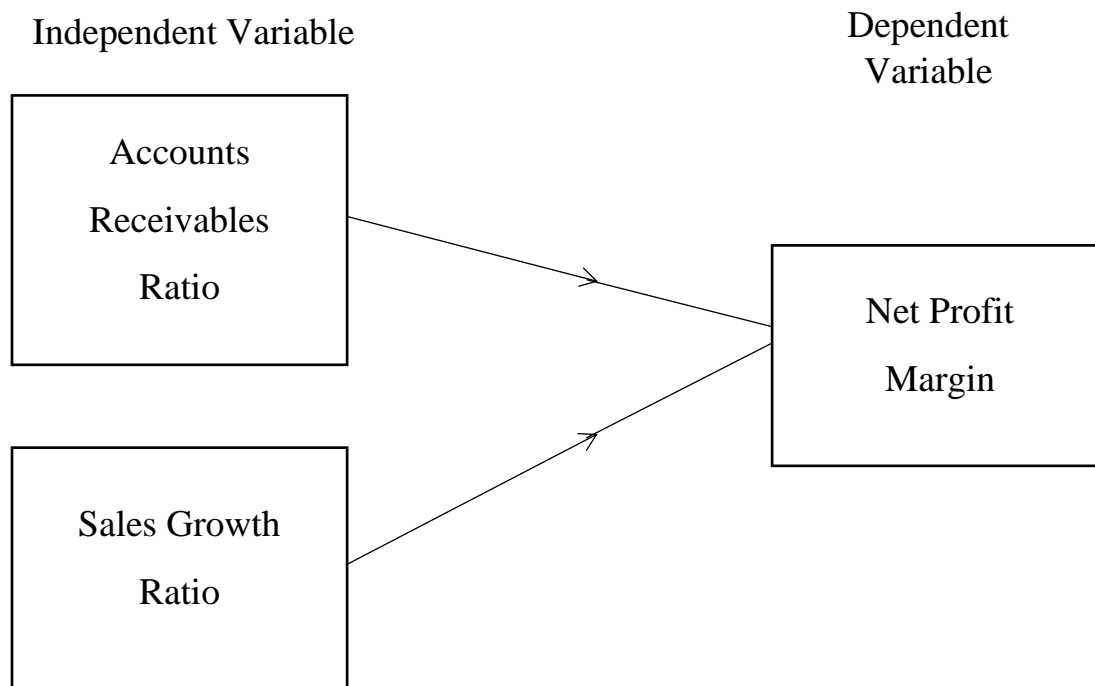 Independent Variable
Dependent
Variable
Accounts
Receivables
Ratio
Net Profit
Margin
Sales Growth
Ratio